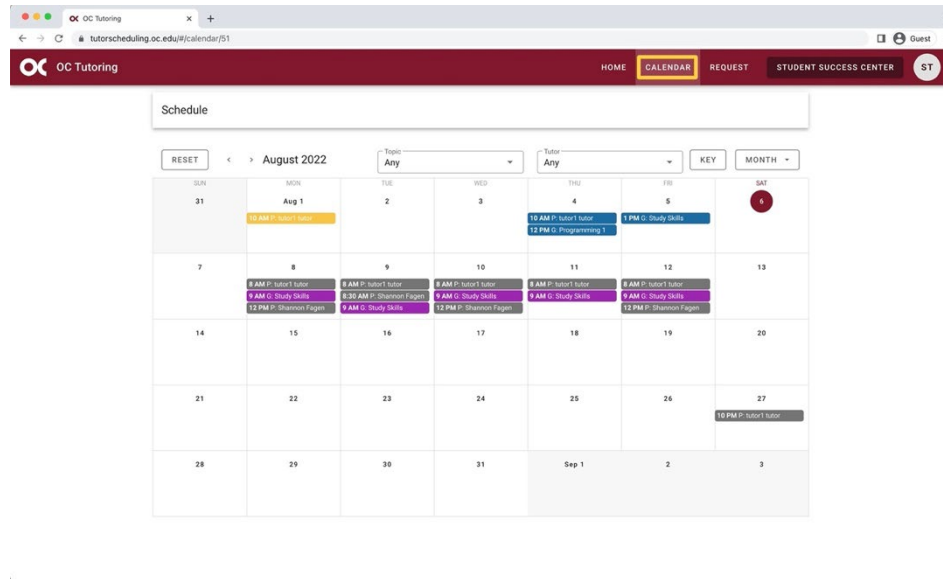 OC Tutoring
tutorscheduling.oc.edu/#/calendar/51
Guest
OC OC Tutoring
HOME CALENDAR REQUEST STUDENT SUCCESS CENTER ST
Schedule
RESET August 2022
Topic
Any
Tutor
Any
KEY MONTH
SUN MON TUE WED THU FRI SAT
31 Aug 1 2 3 4 5 6
10 AM P: tutor1 tutor 10 AM P: tutor1 tutor 1 PM G: Study Skills
12 PM G: Programming 1
7 8 9 10 11 12 13
8 AM P: tutor1 tutor 8 AM P: tutor1 tutor 8 AM P: tutor1 tutor 8 AM P: tutor1 tutor 8 AM P: tutor1 tutor
9 AM G: Study Skills 8:30 AM P: Shannon Fagen 9 AM G: Study Skills 9 AM G: Study Skills 9 AM G: Study Skills
12 PM P: Shannon Fagen 9 AM G: Study Skills 12 PM P: Shannon Fagen 12 PM P: Shannon Fagen
14 15 16 17 18 19 20
21 22 23 24 25 26 27
10 PM P: tutor1 tutor
28 29 30 31 Sep 1 2 3